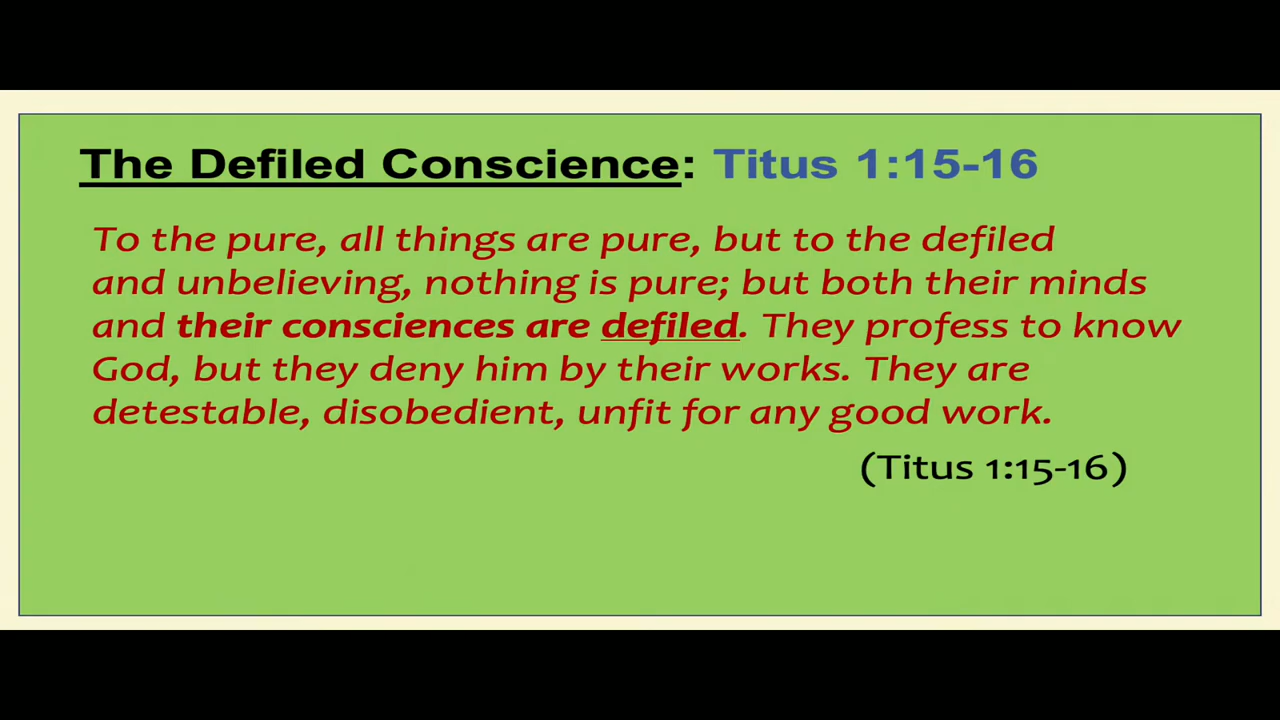 The Defiled Conscience: Titus 1:15-16
To the pure, all things are pure, but to the defiled
and unbelieving, nothing is pure; but both their minds
and their consciences are defiled. They profess to know
God, but they deny him by their works. They are
detestable, disobedient, unfit for any good work.
(Titus 1:15-16)